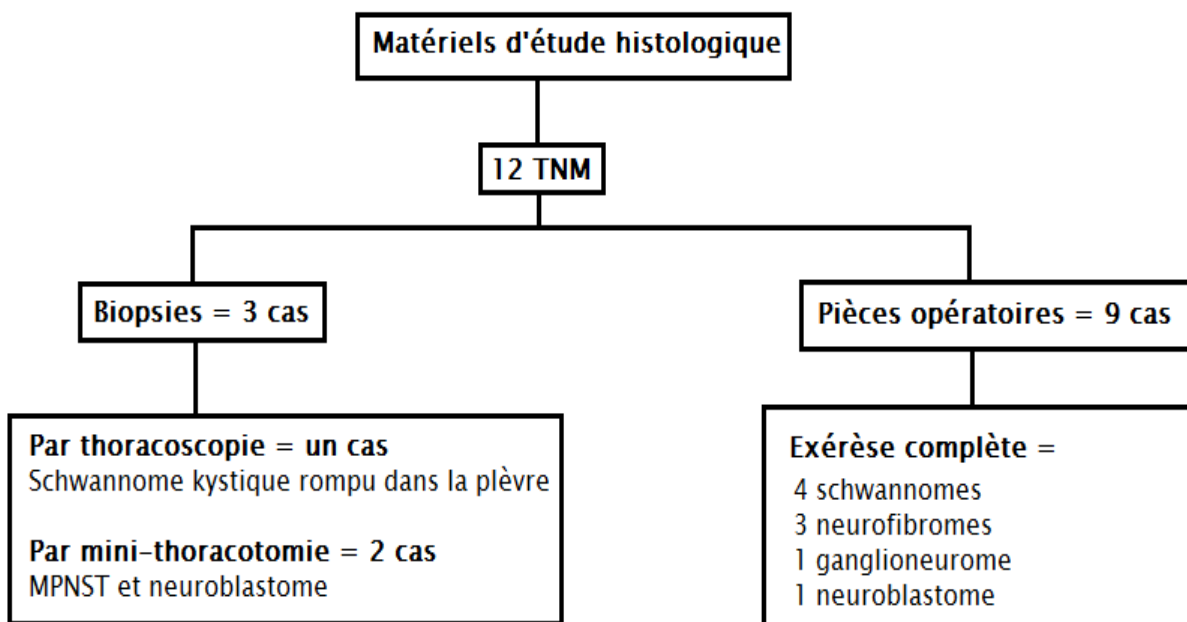 Matériels d'étude histologique
12 TNM
Biopsies = 3 cas
Pièces opératoires = 9 cas
Par thoracoscopie = un cas
Schwannome kystique rompu dans la plèvre
Par mini-thoracotomie = 2 cas
MPNST et neuroblastome
Exérèse complète =
4 schwannomes
3 neurofibromes
1 ganglioneurome
1 neuroblastome